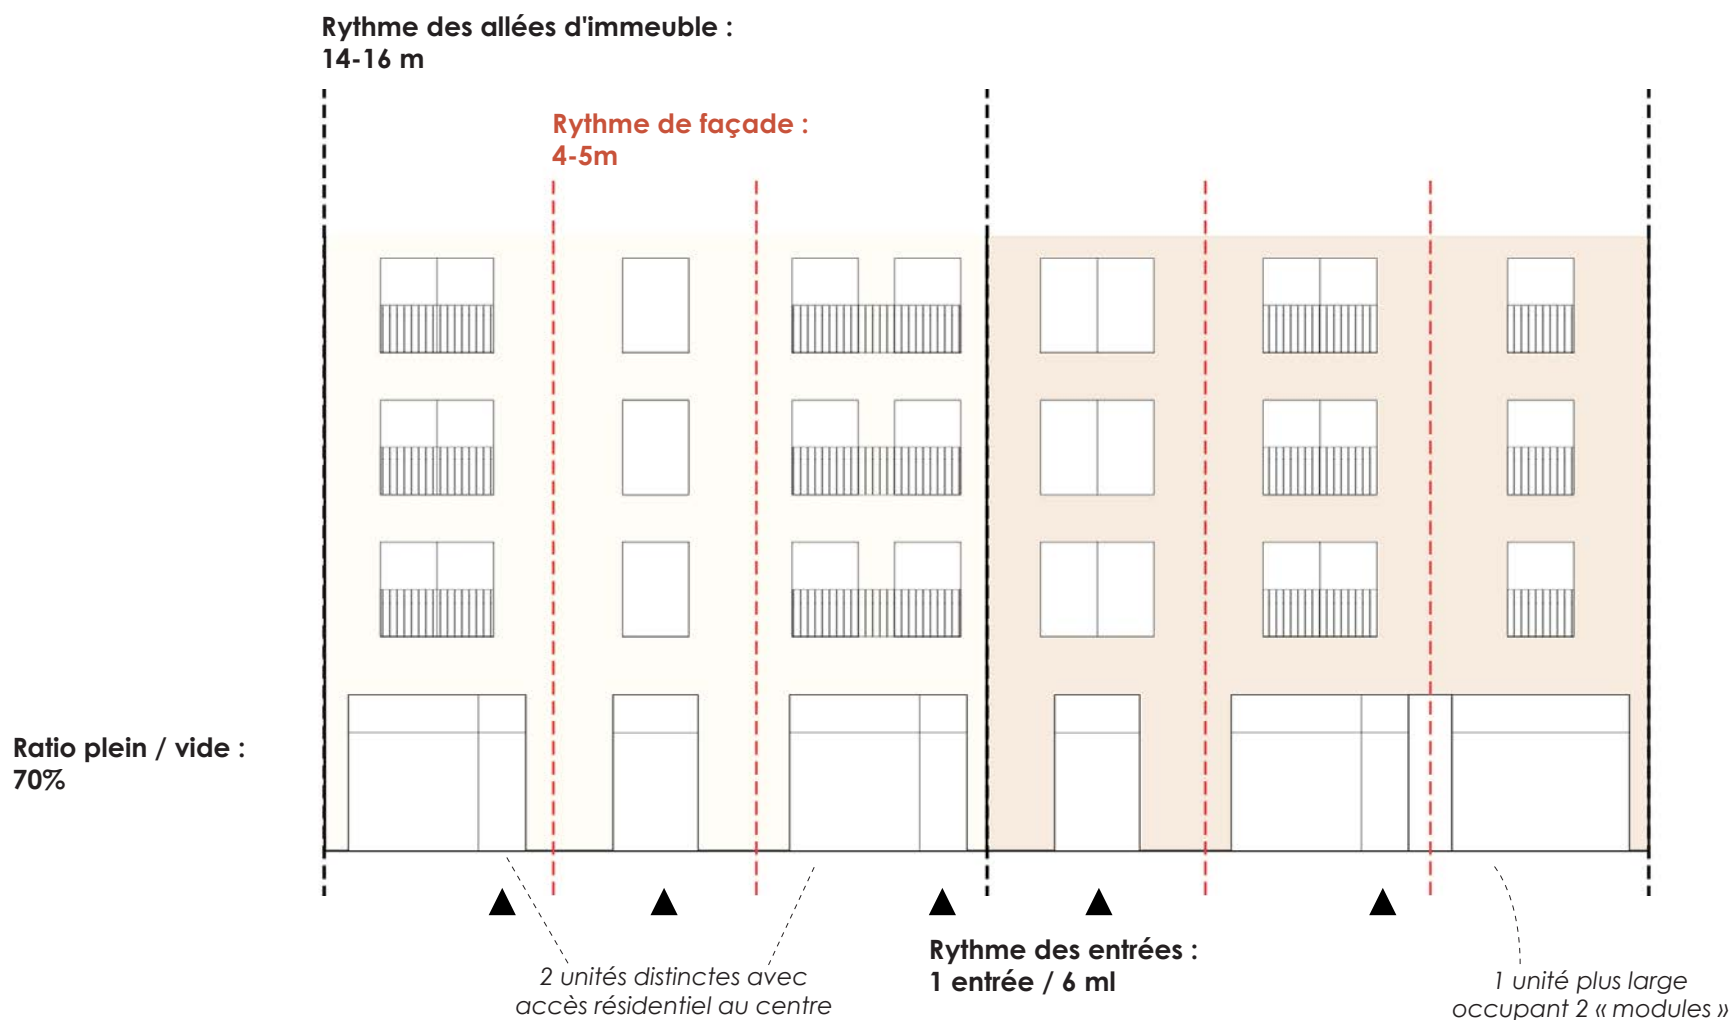 Rythme des allées d'immeuble :
14-16 m
Rythme de façade :
4-5m
Ratio plein / vide :
70%
Rythme des entrées :
1 entrée / 6 ml
2 unités distinctes avec
accès résidentiel au centre
1 unité plus large
occupant 2 « modules »